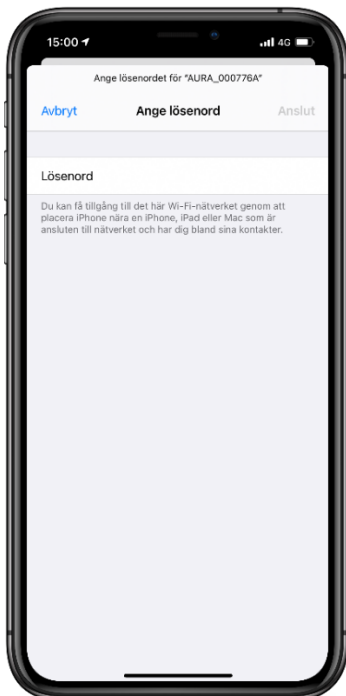 15:00
4G
Ange lösenordet för "AURA_000776A"
Avbryt
Ange lösenord
Anslut
Lösenord
Du kan få tillgång till det här Wi-Fi-nätverket genom att
placera iPhone nära en iPhone, iPad eller Mac som är
ansluten till nätverket och har dig bland sina kontakter.